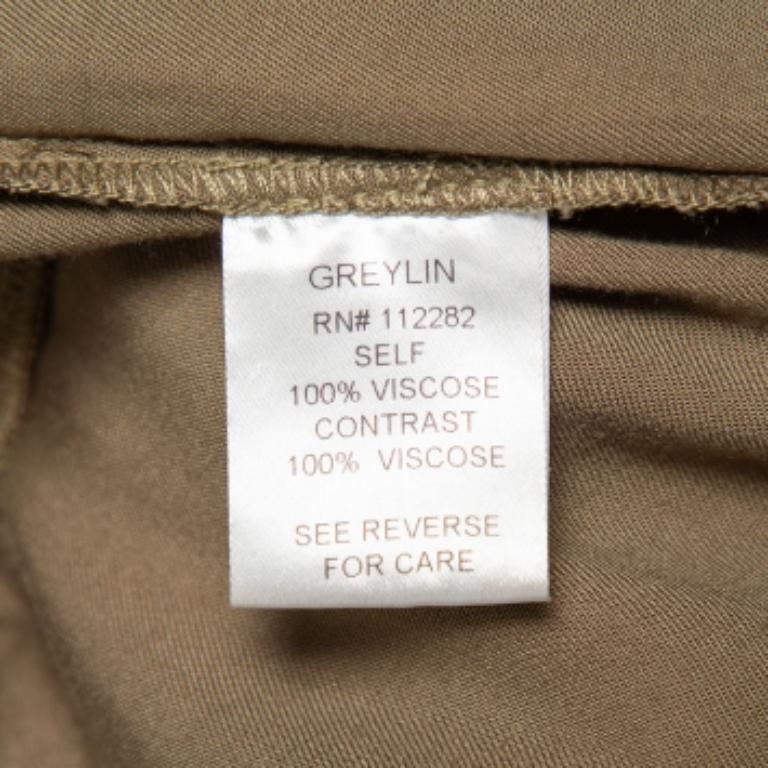 GREYLIN
RN# 112282
SELF
100% VISCOSE
CONTRAST
100% VISCOSE
SEE REVERSE
FOR CARE